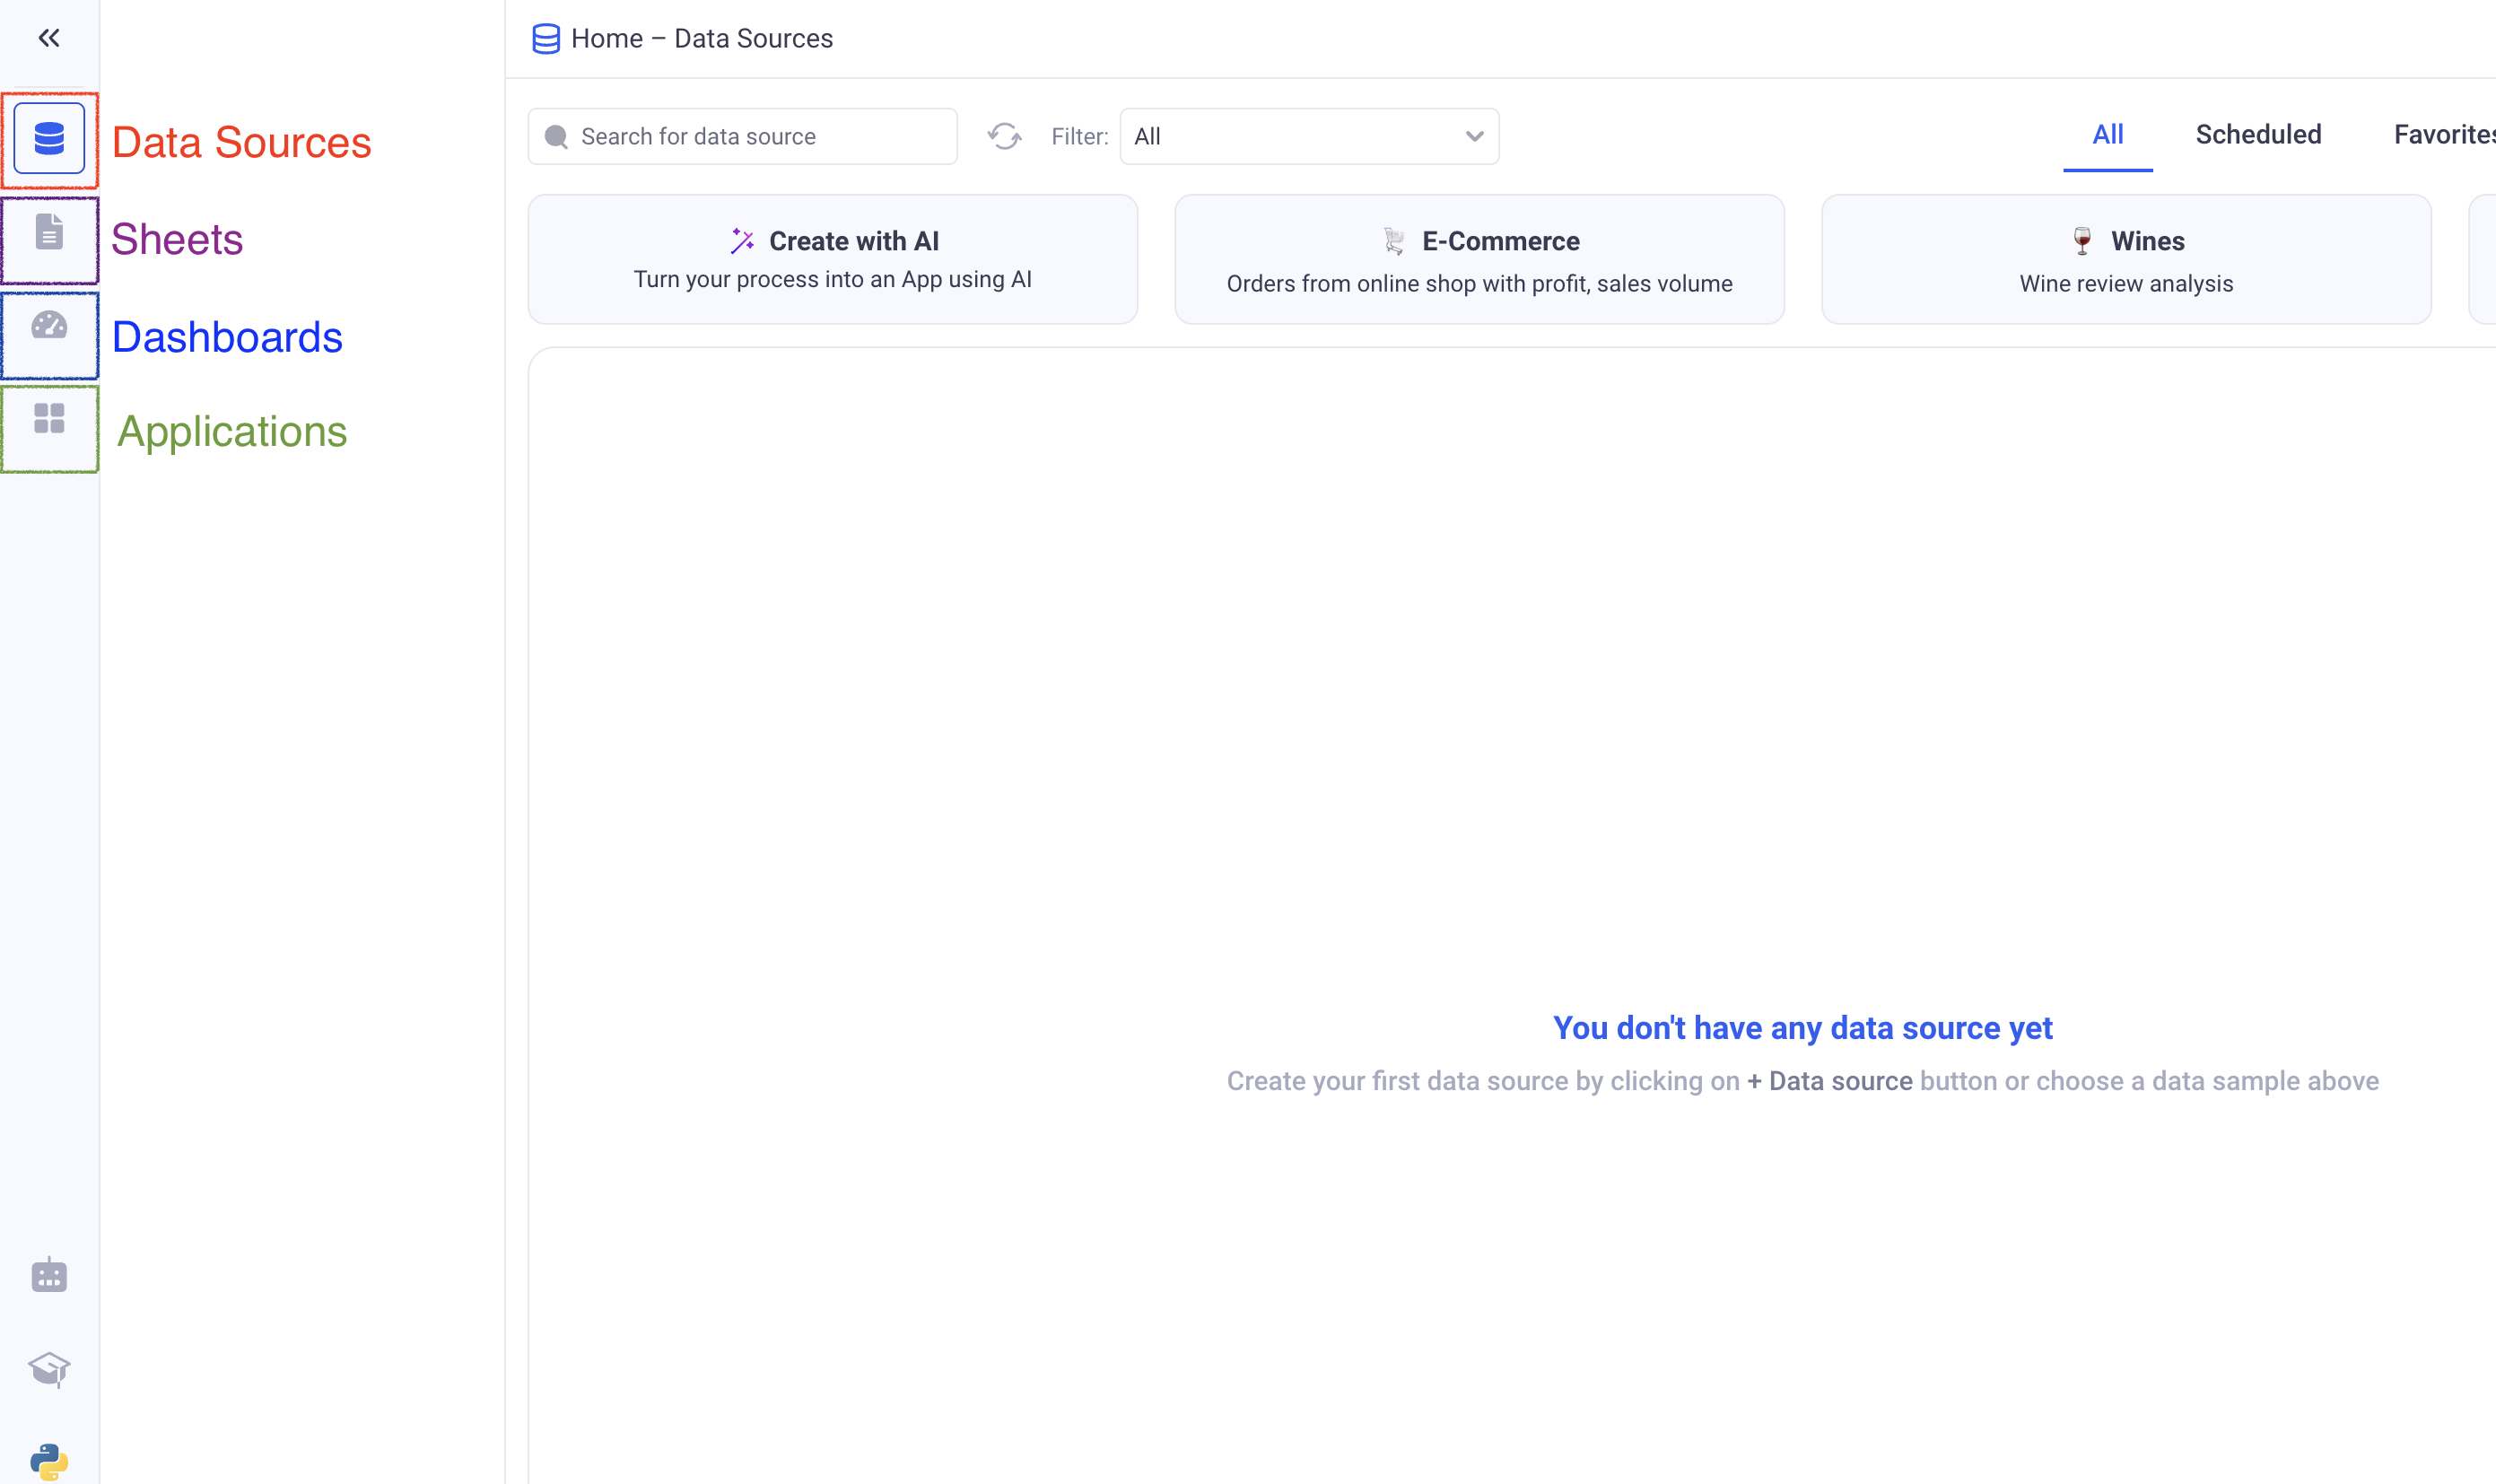 Home – Data Sources
Data Sources
Sheets
Dashboards
Applications
Search for data source
Filter:
All
All
Scheduled
Favorites
Create with AI
Turn your process into an App using AI
E-Commerce
Orders from online shop with profit, sales volume
Wines
Wine review analysis
You don't have any data source yet
Create your first data source by clicking on + Data source button or choose a data sample above